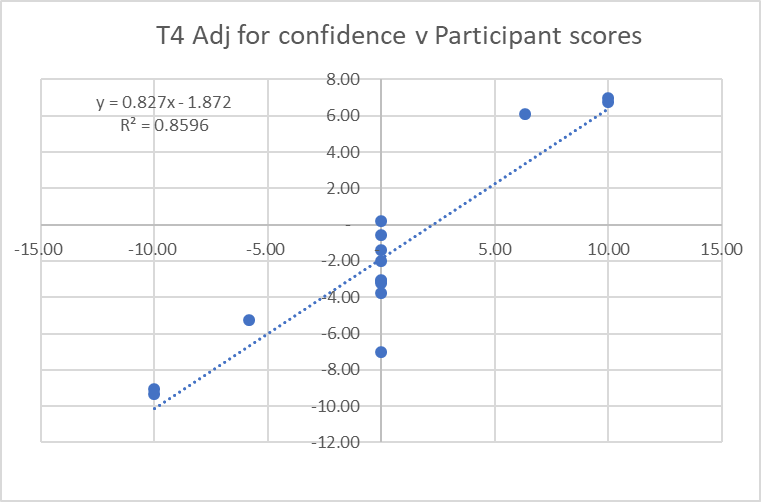 T4 Adj for confidence v Participant scores
8.00
y = 0.827x - 1.872
R² = 0.8596
6.00
4.00
2.00
-
-15.00 -10.00 -5.00 5.00 10.00 15.00
-2.00
-4.00
-6.00
-8.00
-10.00
-12.00